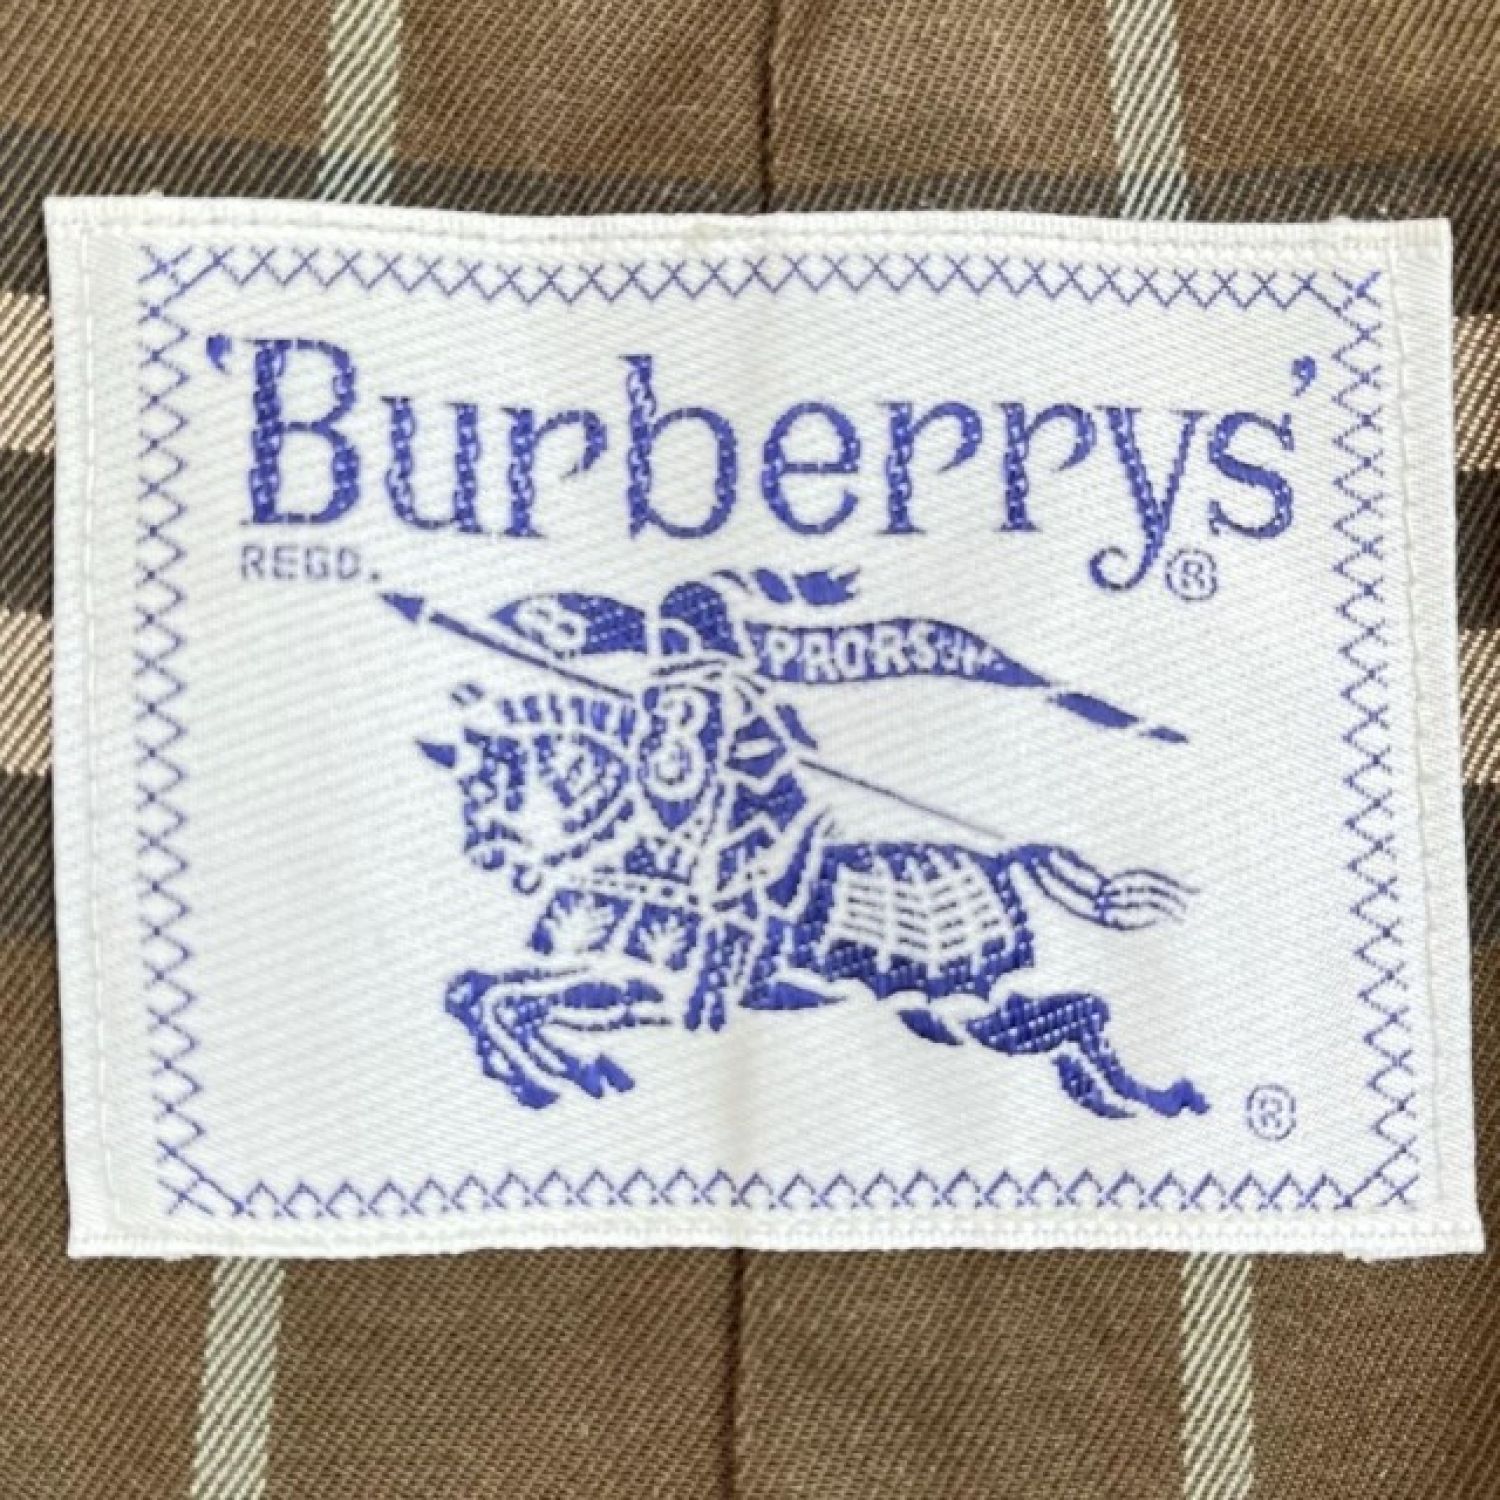 'Burberrys'
REGD. ®
B PRORSUM
B
®